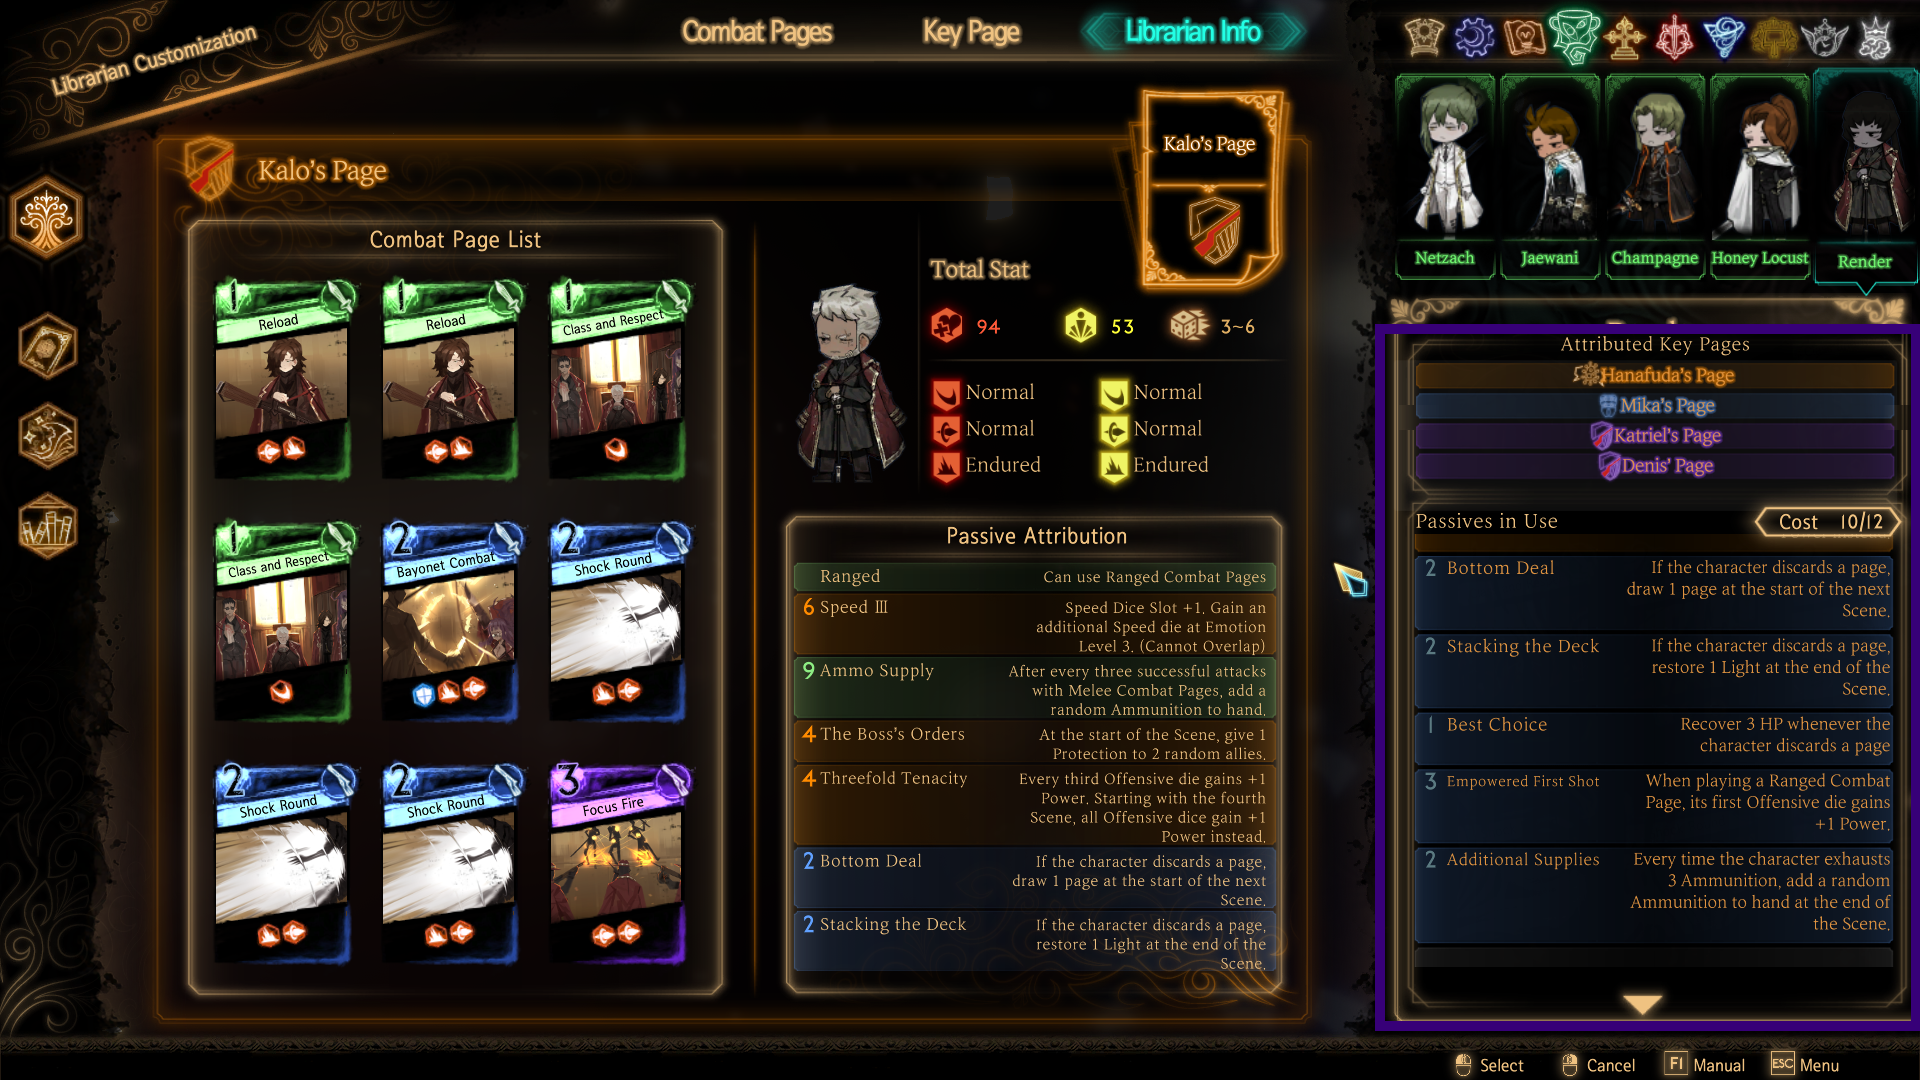 Librarian Customization
Combat Pages
Key Page
Librarian Info
Kalo's Page
Kalo's Page
Combat Page List
1
Reload
1
Reload
1
Class and Respect
1
Class and Respect
2
Bayonet Combat
2
Shock Round
2
Shock Round
2
Shock Round
3
Focus Fire
Total Stat
94
53
3~6
Normal
Normal
Normal
Normal
Endured
Endured
Passive Attribution
Ranged
Can use Ranged Combat Pages
6 Speed III
Speed Dice Slot +1. Gain an
additional Speed die at Emotion
Level 3. (Cannot Overlap)
9 Ammo Supply
After every three successful attacks
with Melee Combat Pages, add a
random Ammunition to hand.
4 The Boss's Orders
At the start of the Scene, give 1
Protection to 2 random allies.
4 Threefold Tenacity
Every third Offensive die gains +1
Power. Starting with the fourth
Scene, all Offensive dice gain +1
Power instead.
2 Bottom Deal
If the character discards a page,
draw 1 page at the start of the next
Scene.
2 Stacking the Deck
If the character discards a page,
restore 1 Light at the end of the
Scene.
Netzach
Jaewani
Champagne
Honey Locust
Render
Attributed Key Pages
Hanafuda's Page
Mika's Page
Katriel's Page
Denis' Page
Passives in Use
Cost 10/12
2 Bottom Deal
If the character discards a page,
draw 1 page at the start of the next
Scene.
2 Stacking the Deck
If the character discards a page,
restore 1 Light at the end of the
Scene.
1 Best Choice
Recover 3 HP whenever the
character discards a page
3 Empowered First Shot
When playing a Ranged Combat
Page, its first Offensive die gains
+1 Power.
2 Additional Supplies
Every time the character exhausts
3 Ammunition, add a random
Ammunition to hand at the end of
the Scene.
Select
Cancel
F1 Manual
ESC Menu